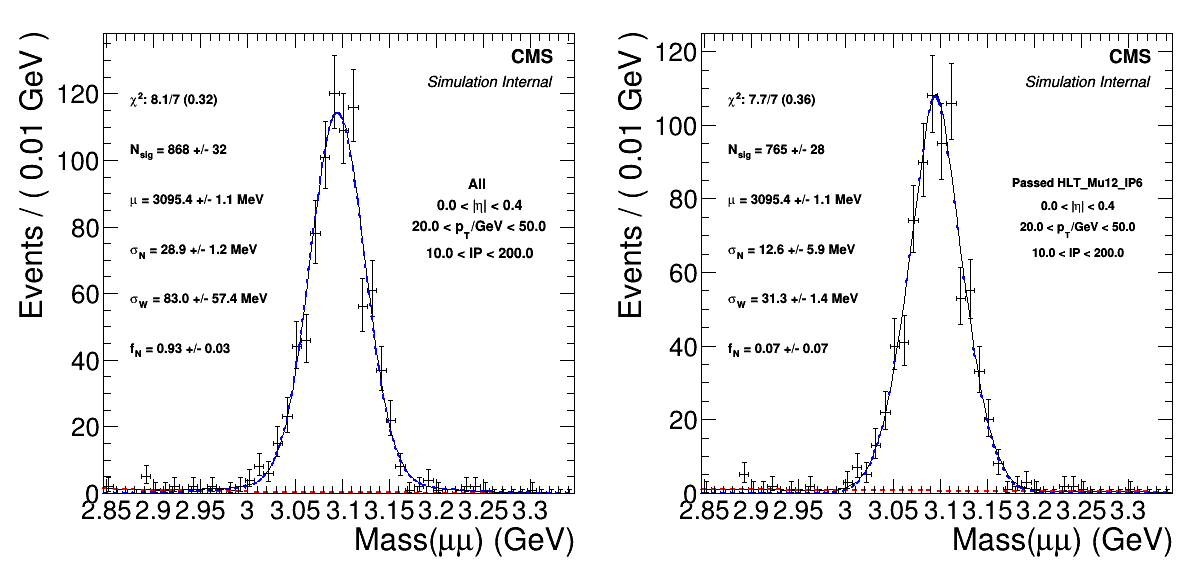 Events / ( 0.01 GeV )
CMS
Simulation Internal
χ²: 8.1/7 (0.32)
N_sig = 868 +/- 32
μ = 3095.4 +/- 1.1 MeV
σ_N = 28.9 +/- 1.2 MeV
σ_W = 83.0 +/- 57.4 MeV
f_N = 0.93 +/- 0.03
All
0.0 < |η| < 0.4
20.0 < p_T/GeV < 50.0
10.0 < IP < 200.0
120
100
80
60
40
20
0
2.85 2.9 2.95 3 3.05 3.1 3.15 3.2 3.25 3.3
Mass(μμ) (GeV)
Events / ( 0.01 GeV )
CMS
Simulation Internal
χ²: 7.7/7 (0.36)
N_sig = 765 +/- 28
μ = 3095.4 +/- 1.1 MeV
σ_N = 12.6 +/- 5.9 MeV
σ_W = 31.3 +/- 1.4 MeV
f_N = 0.07 +/- 0.07
Passed HLT_Mu12_IP6
0.0 < |η| < 0.4
20.0 < p_T/GeV < 50.0
10.0 < IP < 200.0
120
100
80
60
40
20
0
2.85 2.9 2.95 3 3.05 3.1 3.15 3.2 3.25 3.3
Mass(μμ) (GeV)